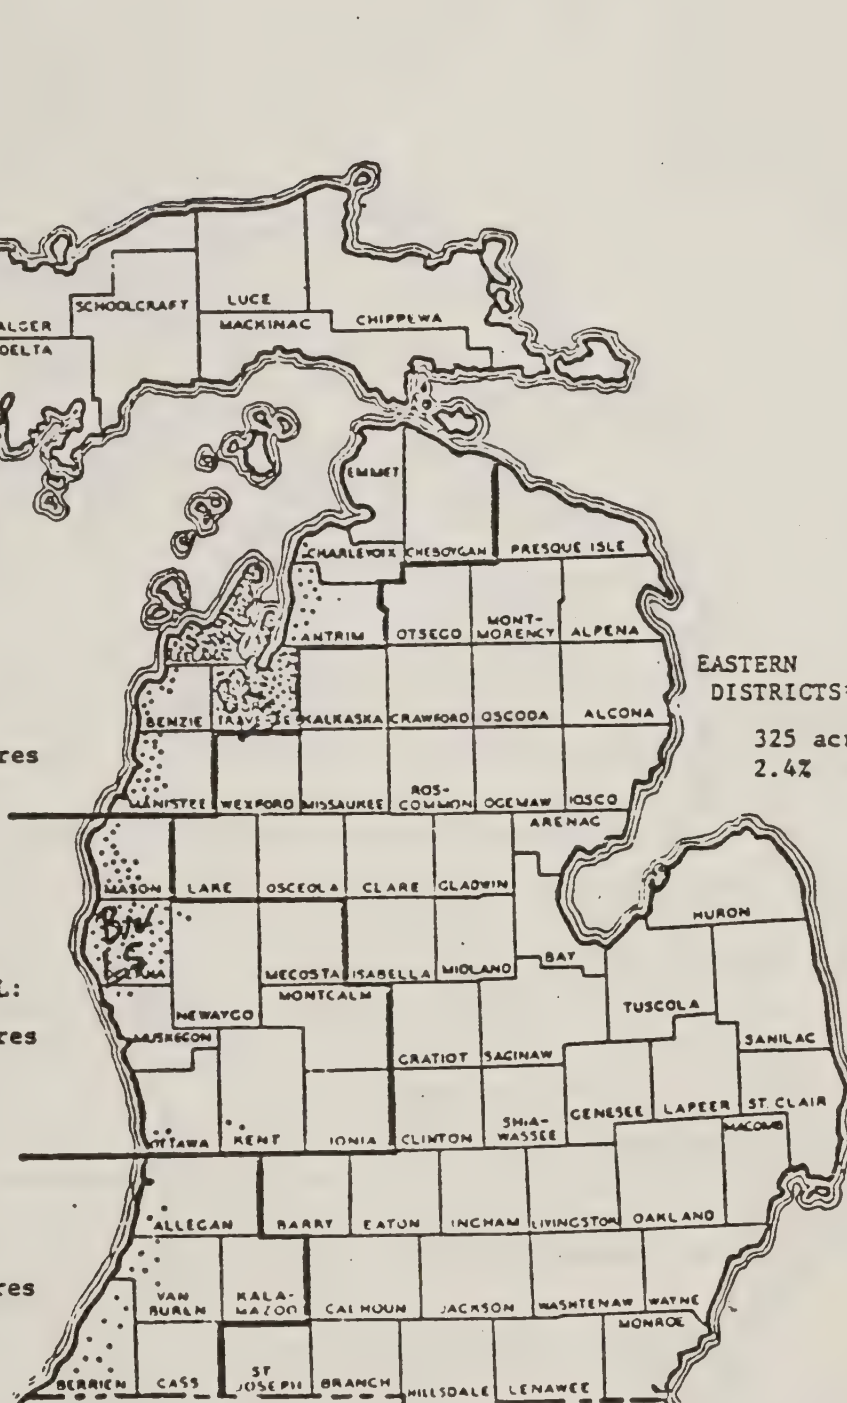 LUCE
SCHOOLCRAFT
MACKINAC
CHIPPEWA
ALGER
DELTA
EMMET
CHARLEVOIX
CHEBOYGAN
PRESQUE ISLE
ANTRIM
OTSEGO
MONT-
MORENCY
ALPENA
EASTERN
DISTRICTS
BENZIE
KALKASKA
CRAWFORD
OSCODA
ALCONA
325 acr
2.4%
res
MANISTEE
WEXFORD
MISSAUKEE
ROS-
COMMON
OGEMAW
IOSCO
ARENAC
MASON
LAKE
OSCEOLA
CLARE
GLADWIN
HURON
MECOSTA
ISABELLA
MIDLAND
BAY
L:
MONTCALM
NEWAYGO
TUSCOLA
res
MUSKEGON
GRATIOT
SAGINAW
SANILAC
OTTAWA
KENT
IONIA
CLINTON
SHIA-
WASSEE
GENESEE
LAPEER
ST. CLAIR
MACOMB
ALLEGAN
BARRY
EATON
INGHAM
LIVINGSTON
OAKLAND
res
VAN
BUREN
KALA-
MAZOO
CALHOUN
JACKSON
WASHTENAW
WAYNE
MONROE
BERRIEN
CASS
ST
JOSEPH
BRANCH
HILLSDALE
LENAWEE